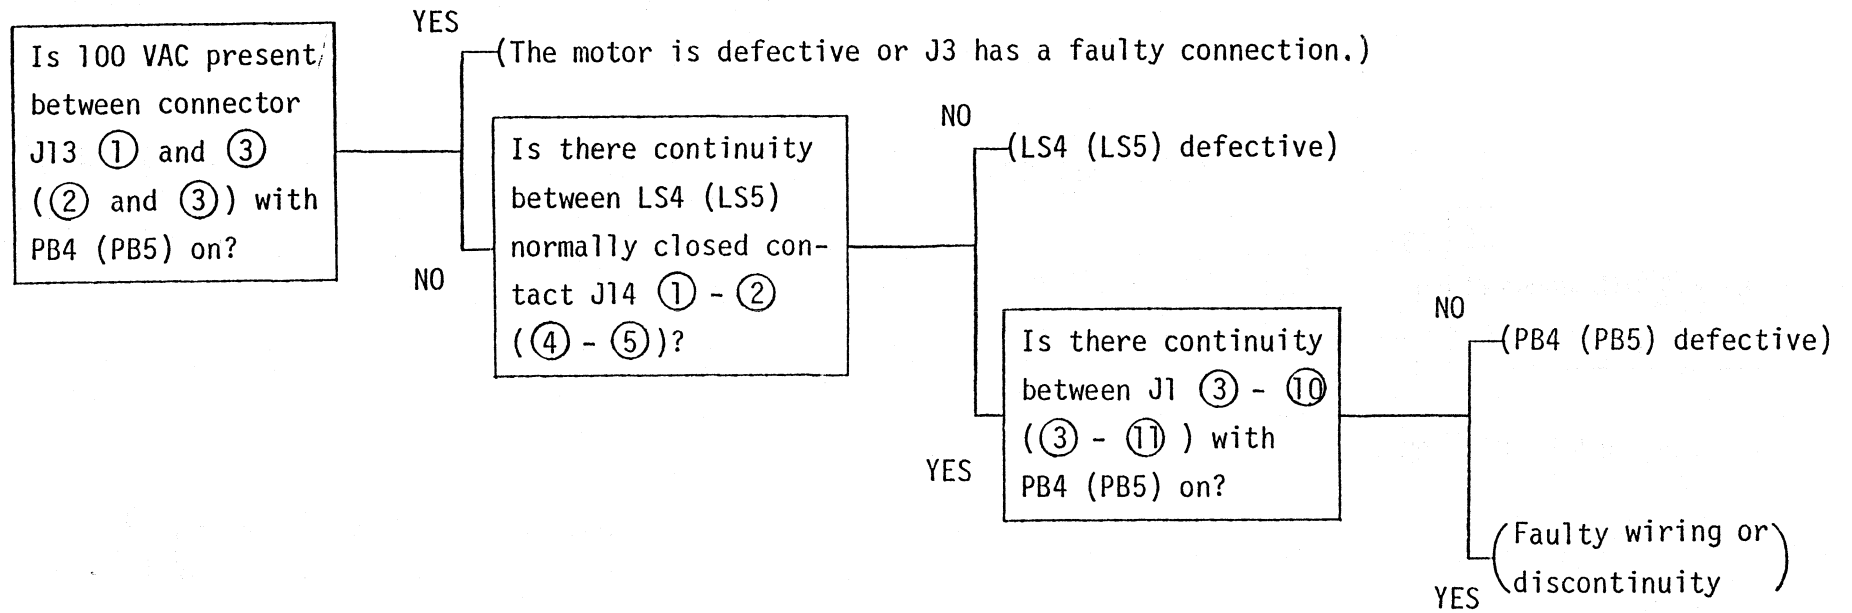 Is 100 VAC present
between connector
J13 ① and ③
(② and ③) with
PB4 (PB5) on?
YES
(The motor is defective or J3 has a faulty connection.)
NO
Is there continuity
between LS4 (LS5)
normally closed con-
tact J14 ① - ②
(④ - ⑤)?
NO
(LS4 (LS5) defective)
YES
Is there continuity
between J1 ③ - ⑩
(③ - ⑪ ) with
PB4 (PB5) on?
NO
(PB4 (PB5) defective)
YES
(Faulty wiring or
discontinuity)